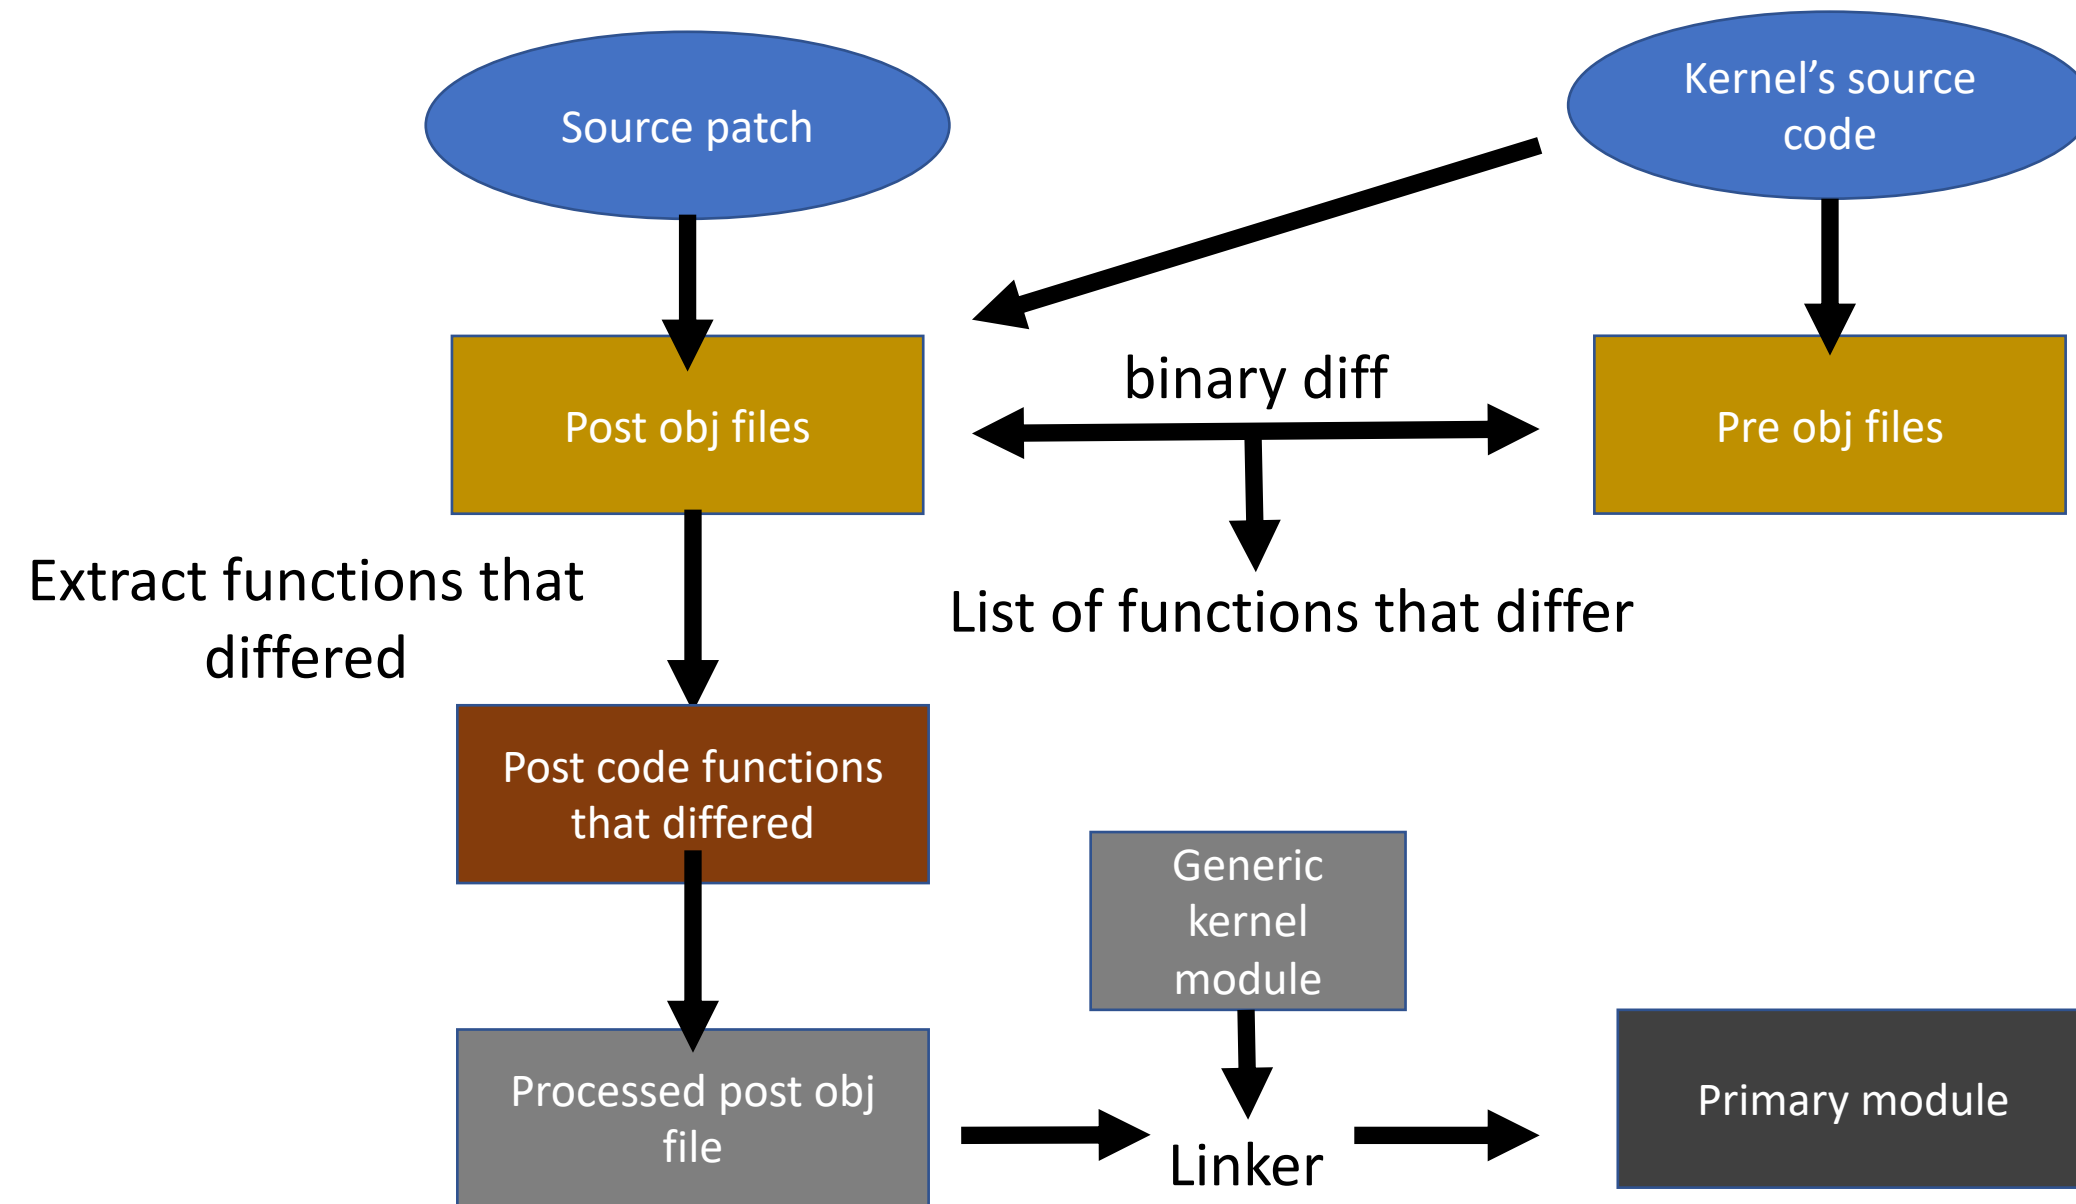 Source patch
Kernel's source
code
binary diff
Post obj files
Pre obj files
Extract functions that
differed
List of functions that differ
Post code functions
that differed
Generic
kernel
module
Processed post obj
file
Linker
Primary module